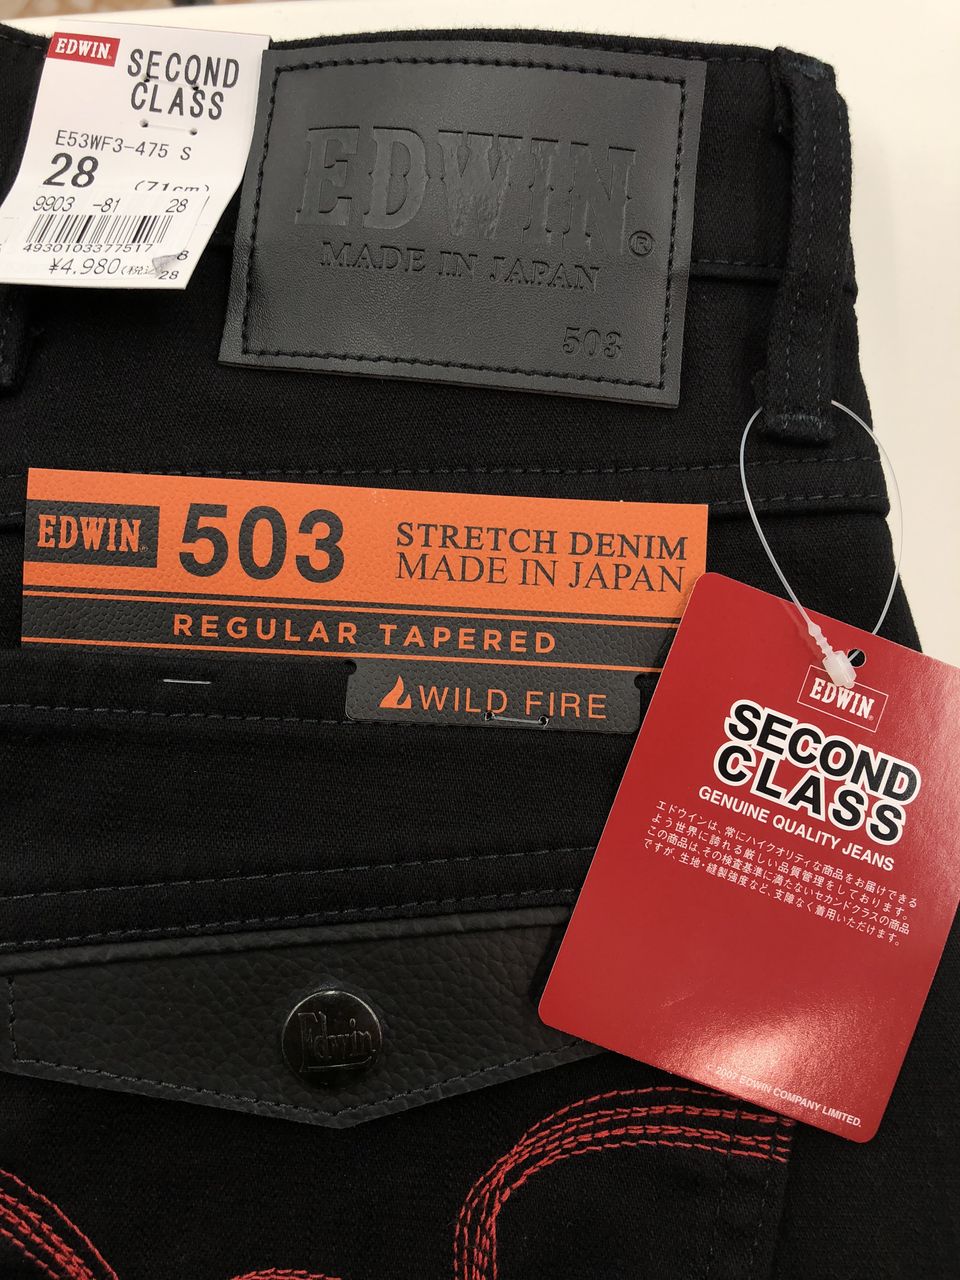 EDWIN®
SECOND
CLASS
E53WF3-475 S
28 (71cm)
9903 -81 28
4930103377517
¥4,980
28
EDWIN®
MADE IN JAPAN
503
EDWIN®
503
STRETCH DENIM
MADE IN JAPAN
REGULAR TAPERED
WILD FIRE
EDWIN®
SECOND
CLASS
GENUINE QUALITY JEANS
エドウインは、常にハイクオリティな商品をお届けできる
よう世界に誇れる厳しい品質管理をしております。
この商品は、その検査基準に満たないセカンドクラスの商品
ですが、生地・縫製強度など、支障なく着用いただけます。
© 2007 EDWIN COMPANY LIMITED.
Edwin